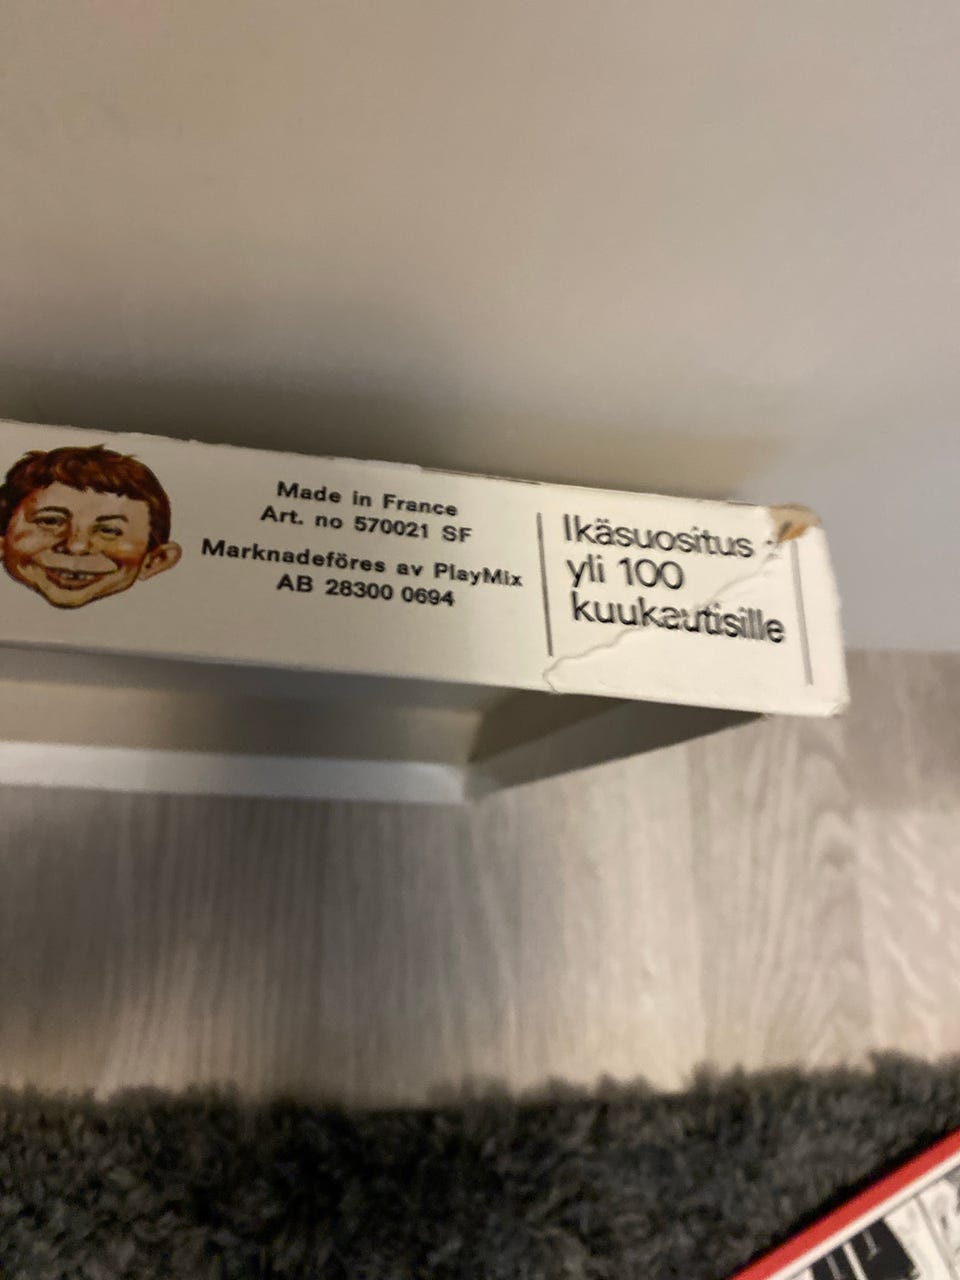 Made in France
Art. no 570021 SF
Marknadeföres av PlayMix
AB 28300 0694
Ikäsuositus :
yli 100
kuukautisille